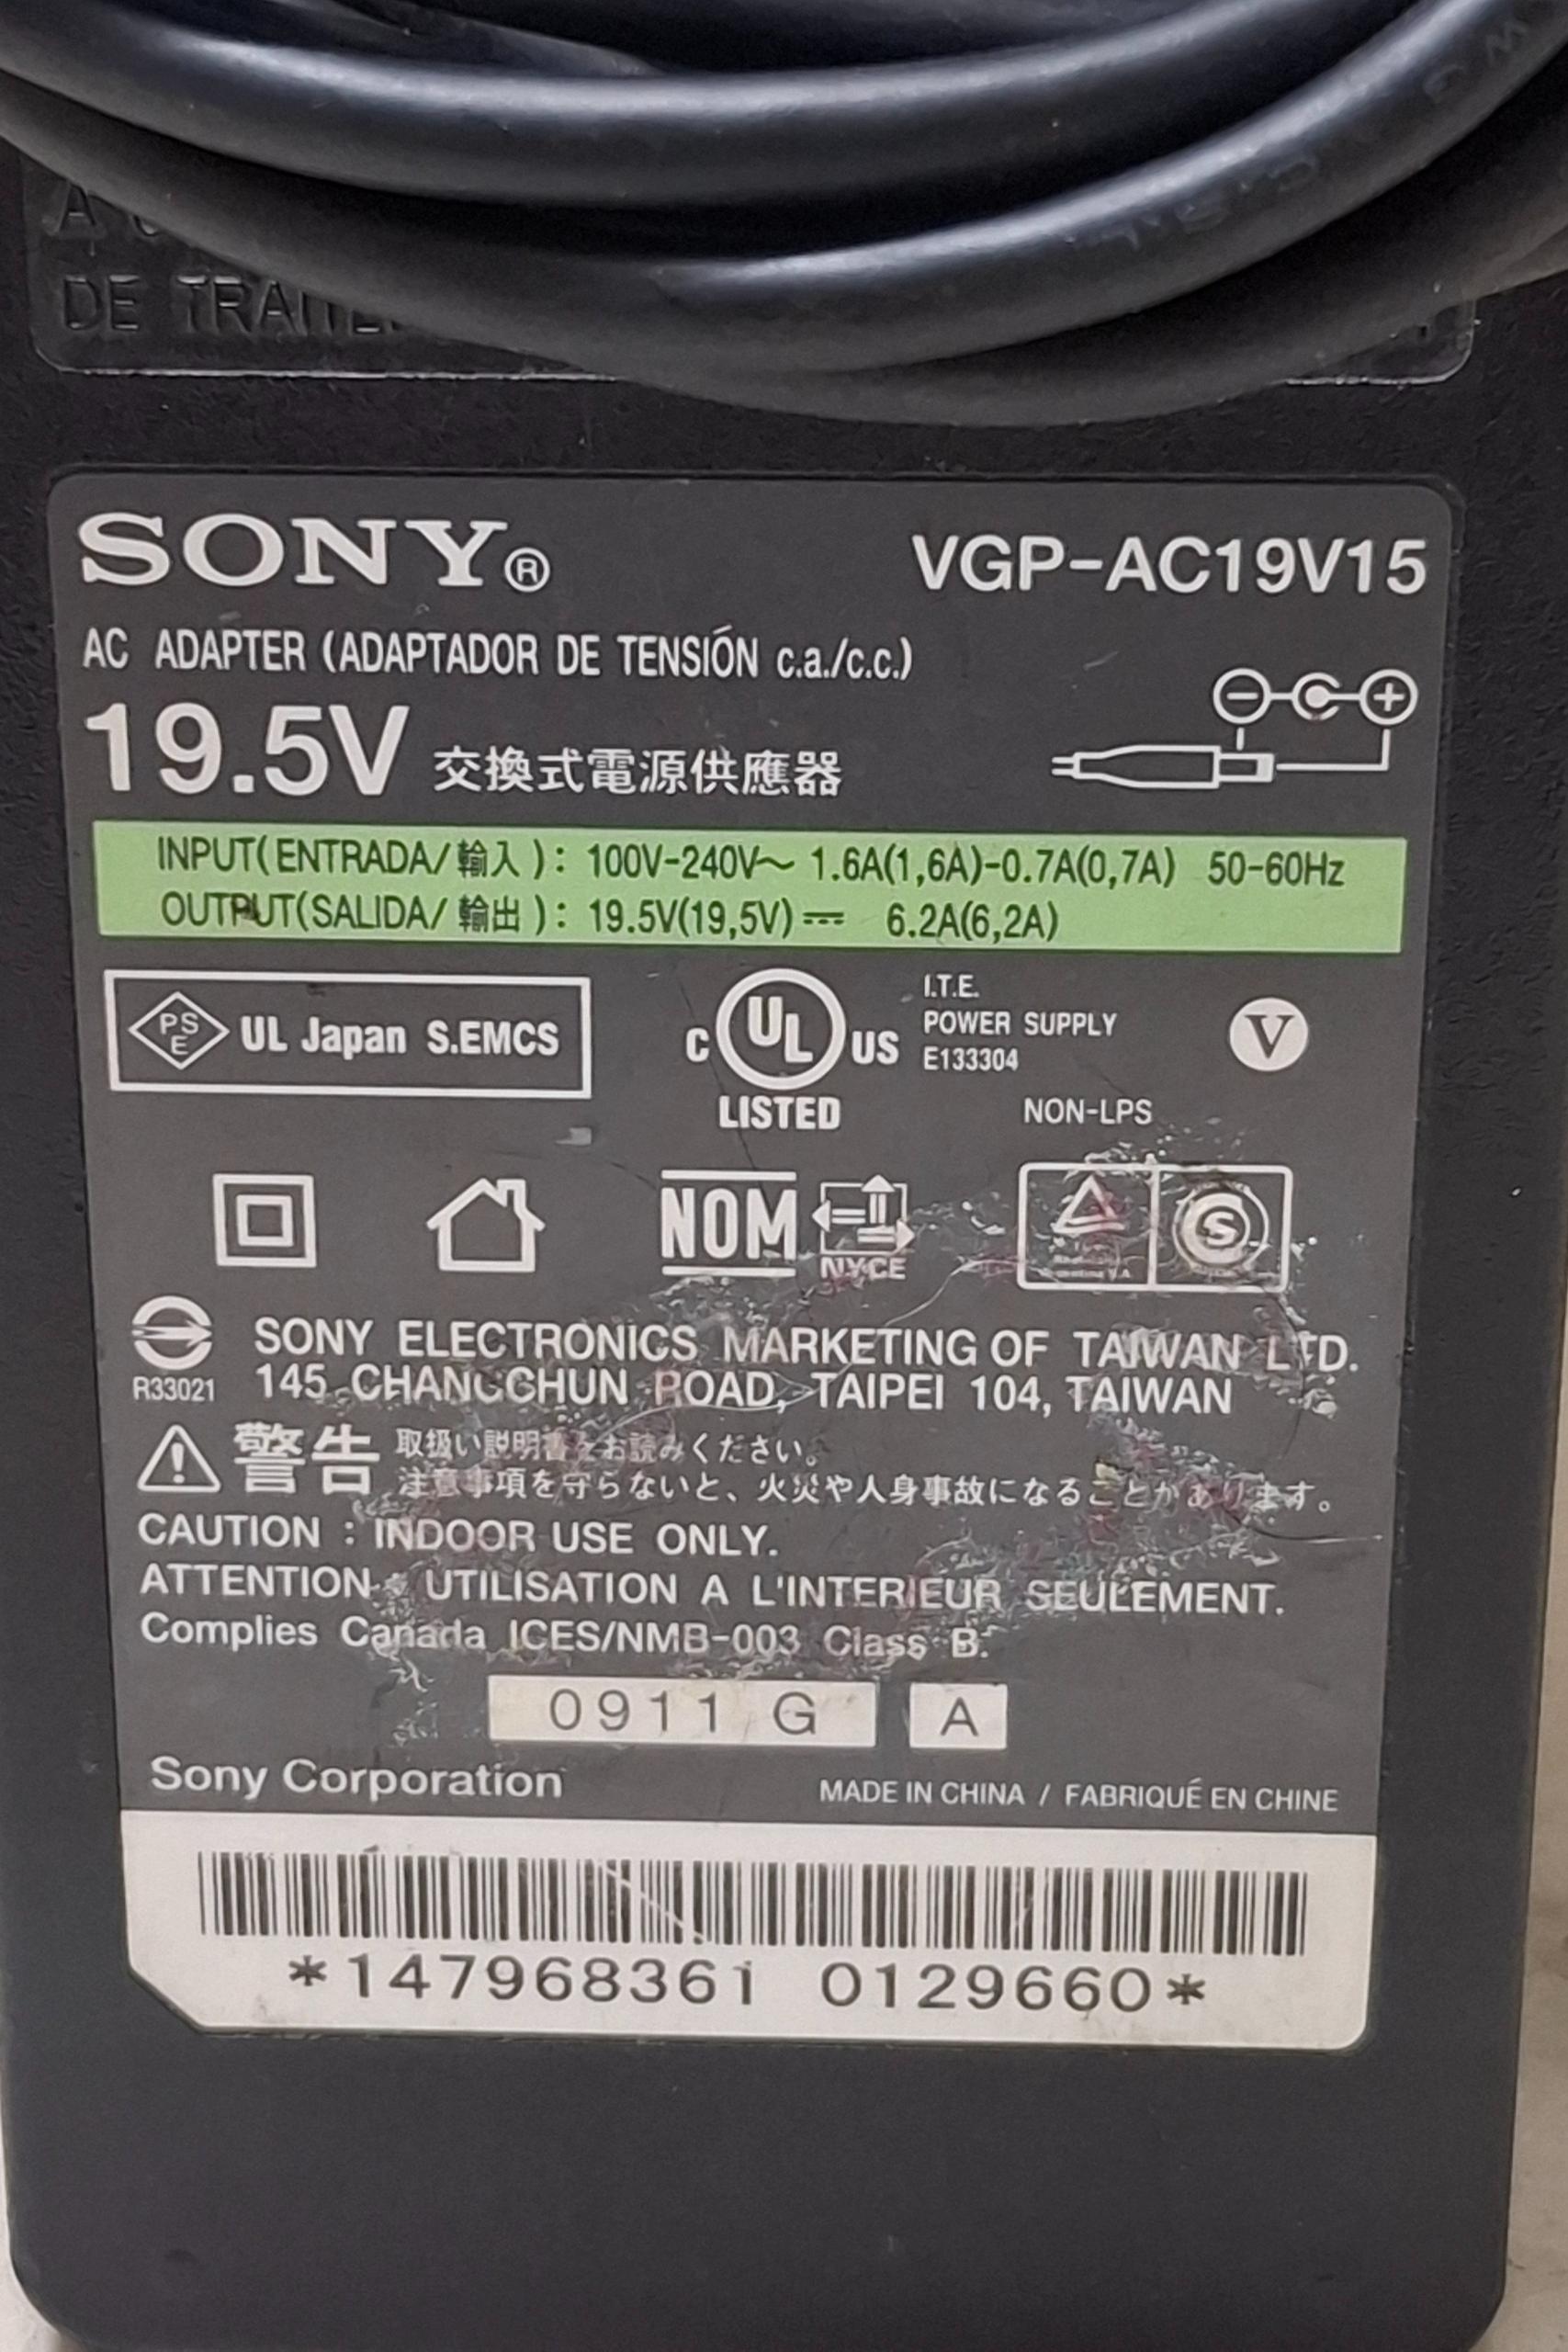 DE
SONY® VGP-AC19V15
AC ADAPTER (ADAPTADOR DE TENSIÓN c.a./c.c.)
19.5V 交換式電源供應器
INPUT(ENTRADA/輸入): 100V-240V~ 1.6A(1,6A)-0.7A(0,7A) 50-60Hz
OUTPUT(SALIDA/輸出): 19.5V(19,5V)⎓ 6.2A(6,2A)
PS
E
UL Japan S.EMCS
C UL US
LISTED
I.T.E.
POWER SUPPLY
E133304
V
NON-LPS
NOM
NYCE
S
R33021
SONY ELECTRONICS MARKETING OF TAIWAN LTD.
145 CHANGCHUN ROAD, TAIPEI 104, TAIWAN
警告 取扱い説明書をお読みください。
注意事項を守らないと、火災や人身事故になることがあります。
CAUTION : INDOOR USE ONLY.
ATTENTION : UTILISATION A L'INTERIEUR SEULEMENT.
Complies Canada ICES/NMB-003 Class B.
0911 G A
Sony Corporation
MADE IN CHINA / FABRIQUÉ EN CHINE
*147968361 0129660*